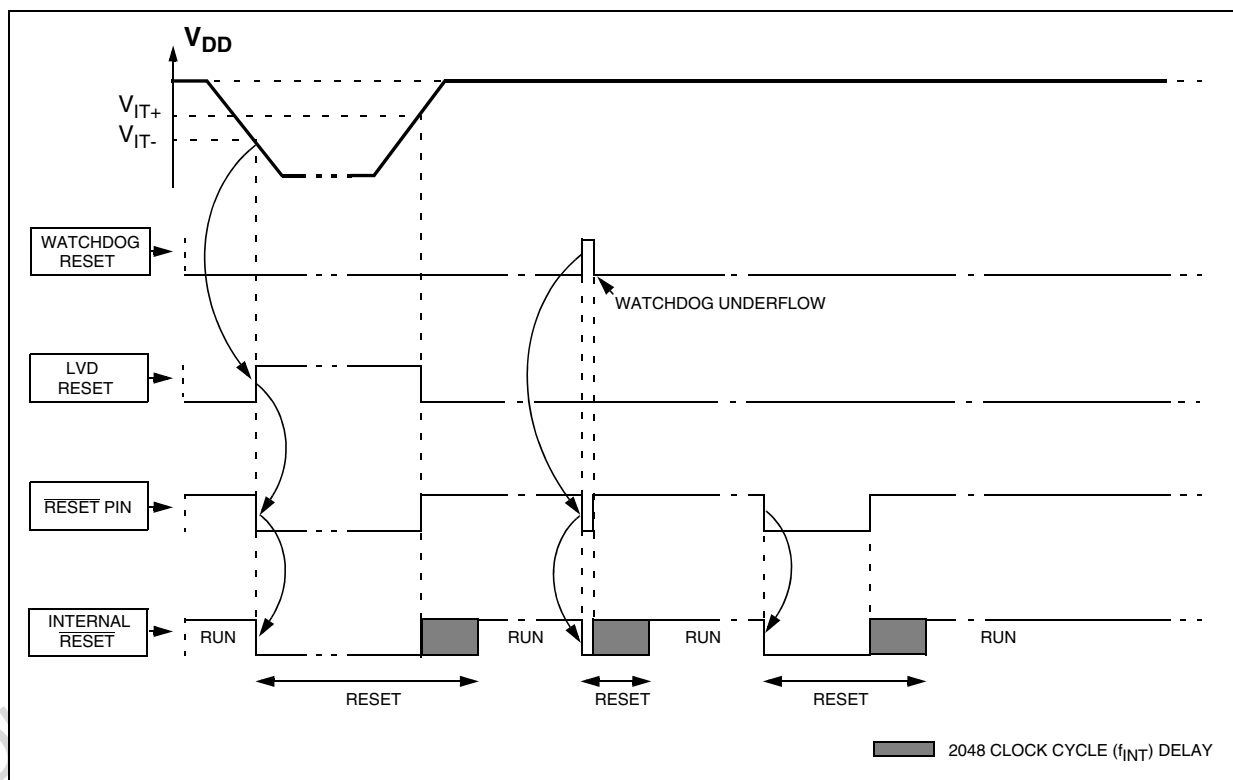 VDD
VIT+
VIT-
WATCHDOG
RESET
WATCHDOG UNDERFLOW
LVD
RESET
RESET PIN
INTERNAL
RESET
RUN RUN RUN RUN
RESET RESET RESET
2048 CLOCK CYCLE (fINT) DELAY